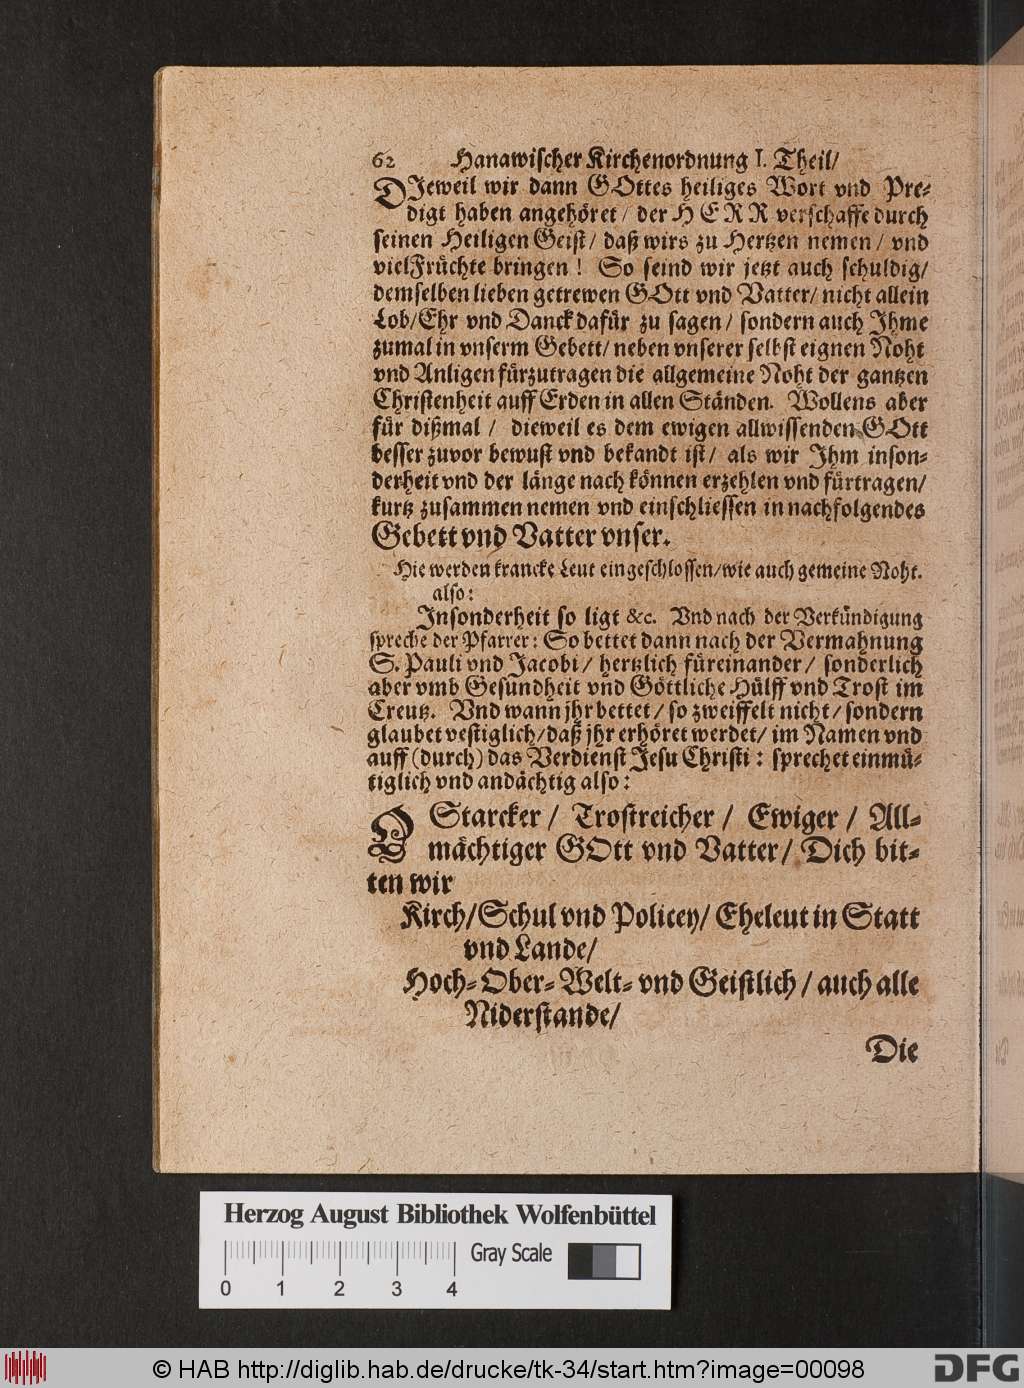 62 Hanawischer Kirchenordnung I. Theil/
DJeweil wir dann GOttes heiliges Wort vnd Pre-
digt haben angehöret / der HERR verschaffe durch
seinen Heiligen Geist / daß wirs zu Hertzen nemen / vnd
viel Früchte bringen ! So seind wir jetzt auch schuldig/
demselben lieben getrewen GOtt vnd Vatter/ nicht allein
Lob/Ehr vnd Danck dafür zu sagen / sondern auch Ihme
zumal in vnserm Gebett/ neben vnserer selbst eignen Noht
vnd Anligen fürzutragen die allgemeine Noht der gantzen
Christenheit auff Erden in allen Ständen. Wollens aber
für dißmal / dieweil es dem ewigen allwissenden GOtt
besser zuvor bewust vnd bekandt ist / als wir Ihm inson-
derheit vnd der länge nach können erzehlen vnd fürtragen/
kurtz zusammen nemen vnd einschliessen in nachfolgendes
Gebett vnd Vatter vnser.
Hie werden krancke Leut eingeschlossen/wie auch gemeine Noht.
also:
Insonderheit so ligt &c. Vnd nach der Verkündigung
spreche der Pfarrer: So bettet dann nach der Vermahnung
S. Pauli vnd Jacobi / hertzlich füreinander / sonderlich
aber vmb Gesundheit vnd Göttliche Hülff vnd Trost im
Creutz. Vnd wann jhr bettet / so zweiffelt nicht / sondern
glaubet vestiglich/daß jhr erhöret werdet/ im Namen vnd
auff (durch) das Verdienst Jesu Christi : sprechet einmü-
tiglich vnd andächtig also:
O Starcker / Trostreicher / Ewiger / All-
mächtiger GOtt vnd Vatter/ Dich bit-
ten wir
Kirch/Schul vnd Policey/ Eheleut in Statt
vnd Lande/
Hoch- Ober- Welt- vnd Geistlich / auch alle
Niderstande/
Die
Herzog August Bibliothek Wolfenbüttel
Gray Scale
0 1 2 3 4
© HAB http://diglib.hab.de/drucke/tk-34/start.htm?image=00098
DFG
DFG